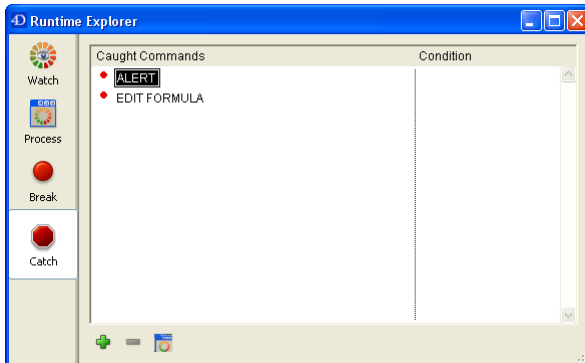 Runtime Explorer
Watch
Process
Break
Catch
Caught Commands Condition
ALERT
EDIT FORMULA